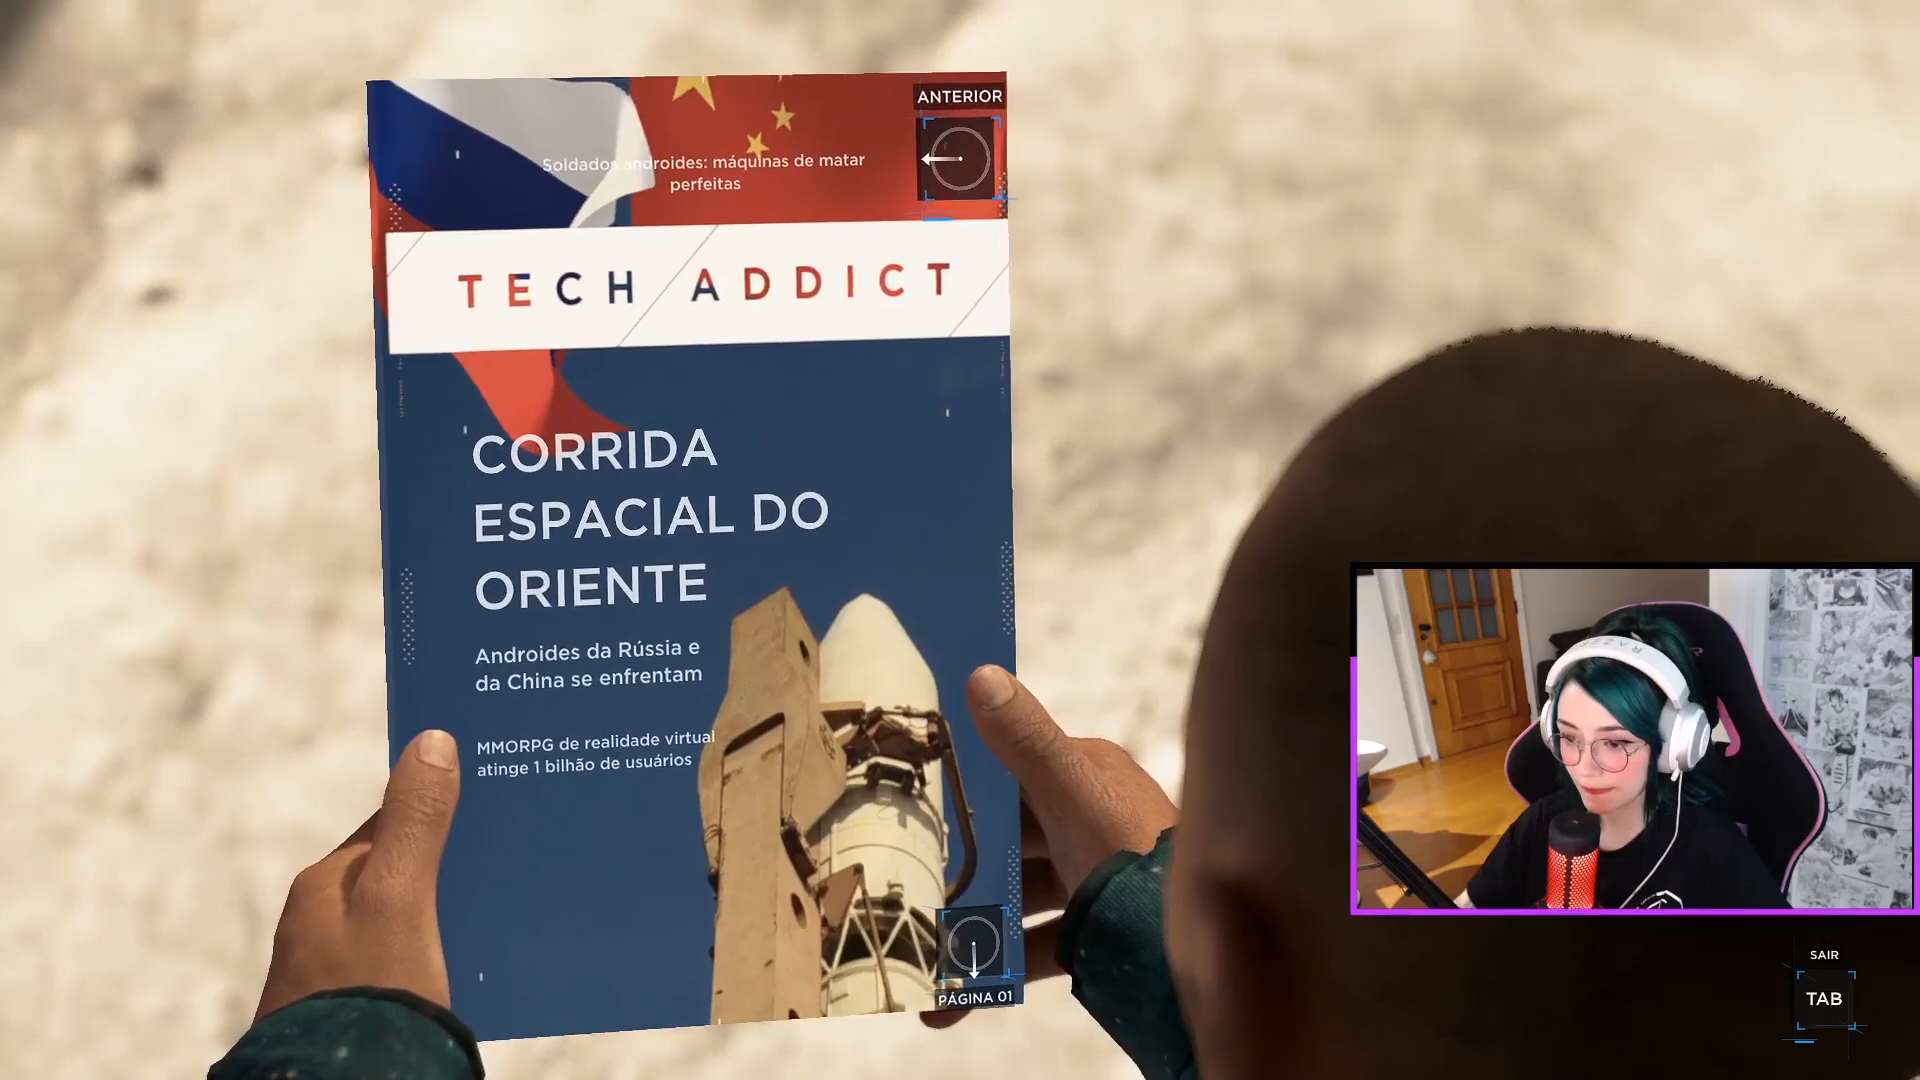 ANTERIOR
Soldados androides: máquinas de matar
perfeitas
TECH ADDICT
CORRIDA
ESPACIAL DO
ORIENTE
Androides da Rússia e
da China se enfrentam
MMORPG de realidade virtual
atinge 1 bilhão de usuários
PÁGINA 01
RAZER
SAIR
TAB